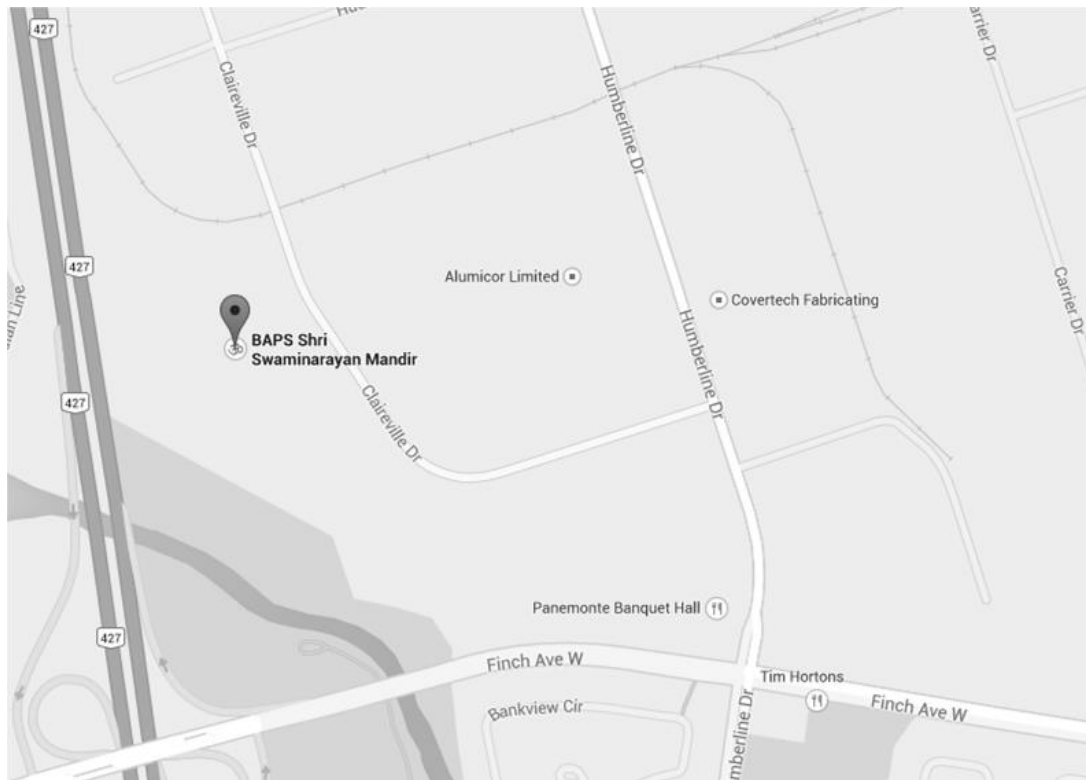 427
Claireville Dr
Humberline Dr
Carrier Dr
427
Alumicor Limited
Covertech Fabricating
Carrier Dr
BAPS Shri
Swaminarayan Mandir
Humberline Dr
427
Claireville Dr
Panemonte Banquet Hall
427
Finch Ave W
Tim Hortons
Bankview Cir
Finch Ave W